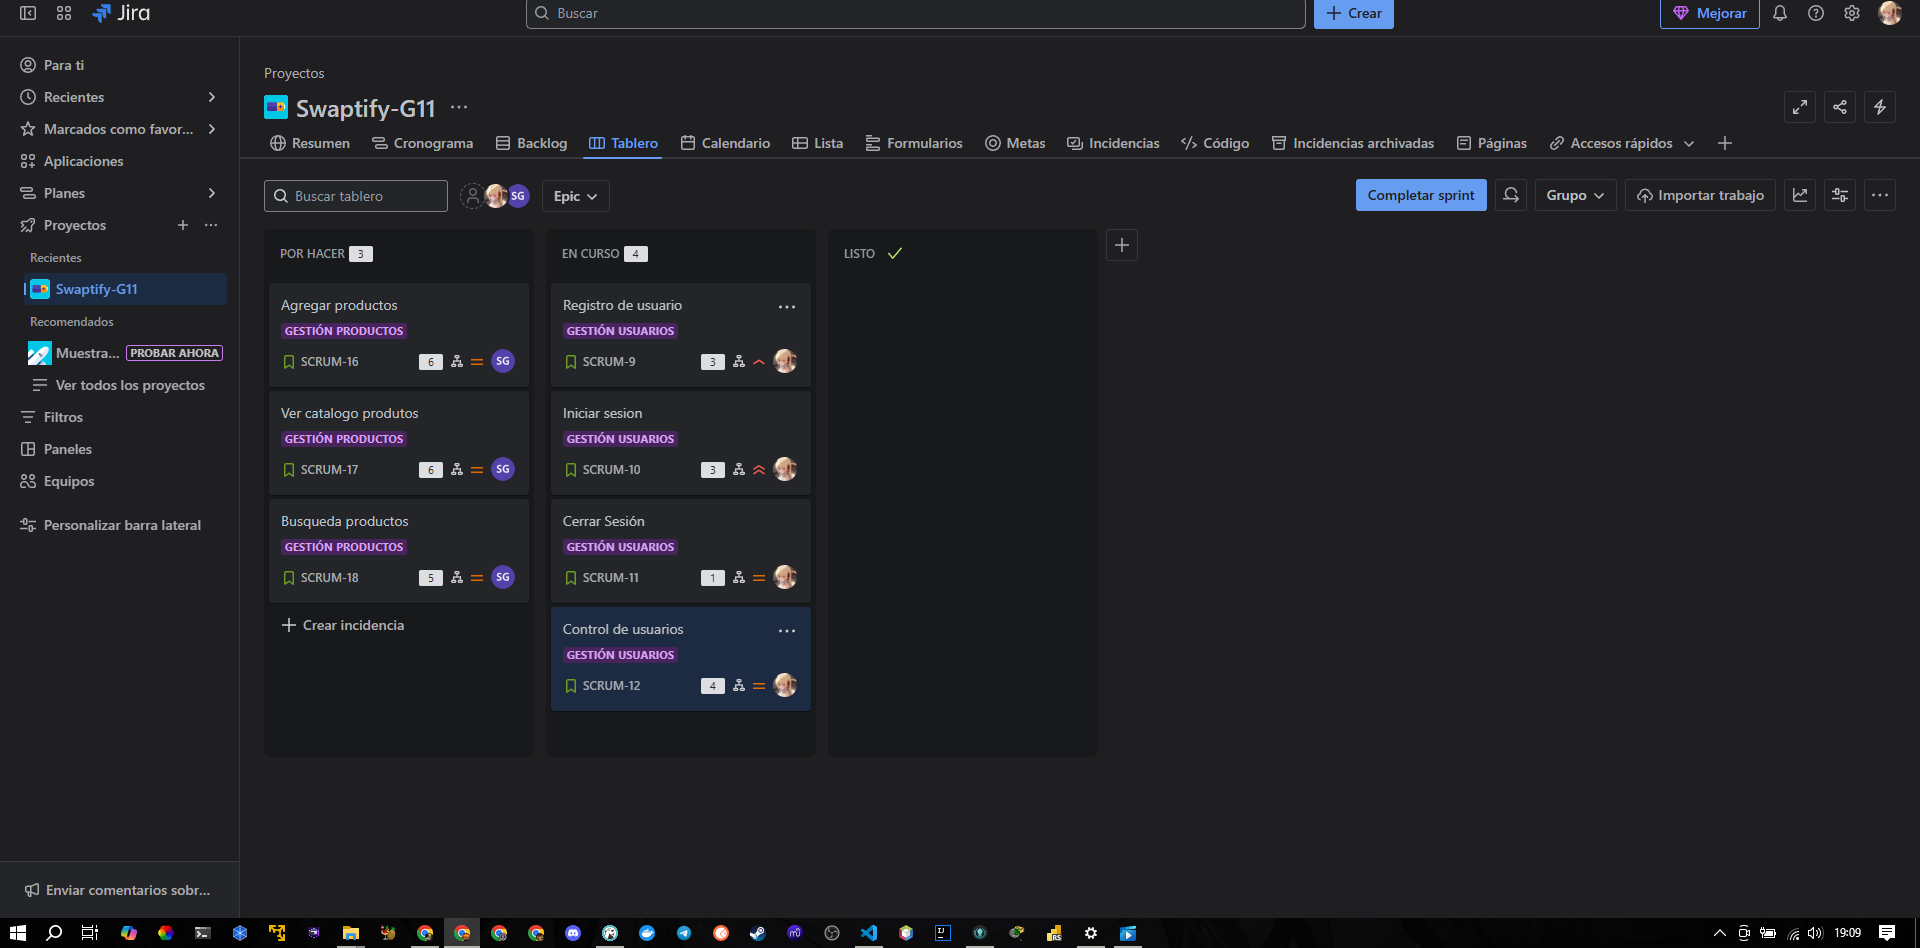 Jira
Buscar
Crear
Mejorar
Para ti
Recientes
Marcados como favor...
Aplicaciones
Planes
Proyectos
Recientes
Swaptify-G11
Recomendados
Muestra... PROBAR AHORA
Ver todos los proyectos
Filtros
Paneles
Equipos
Personalizar barra lateral
Enviar comentarios sobr...
Proyectos
Swaptify-G11
Resumen Cronograma Backlog Tablero Calendario Lista Formularios Metas Incidencias Código Incidencias archivadas Páginas Accesos rápidos
Buscar tablero
SG
Epic
Completar sprint
Grupo
Importar trabajo
POR HACER 3
Agregar productos
GESTIÓN PRODUCTOS
SCRUM-16 6 SG
Ver catalogo produtos
GESTIÓN PRODUCTOS
SCRUM-17 6 SG
Busqueda productos
GESTIÓN PRODUCTOS
SCRUM-18 5 SG
Crear incidencia
EN CURSO 4
Registro de usuario
GESTIÓN USUARIOS
SCRUM-9 3
Iniciar sesion
GESTIÓN USUARIOS
SCRUM-10 3
Cerrar Sesión
GESTIÓN USUARIOS
SCRUM-11 1
Control de usuarios
GESTIÓN USUARIOS
SCRUM-12 4
LISTO
19:09